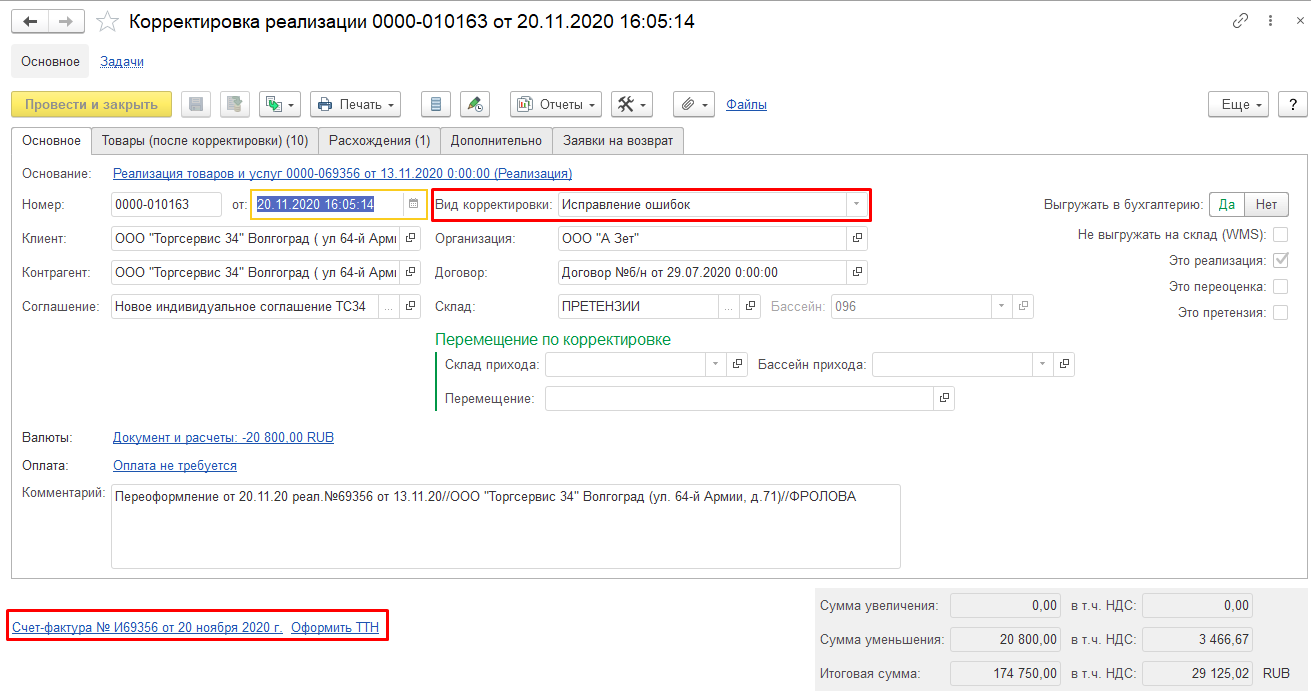 Корректировка реализации 0000-010163 от 20.11.2020 16:05:14
Основное Задачи
Провести и закрыть Печать Отчеты Файлы Еще ?
Основное Товары (после корректировки) (10) Расхождения (1) Дополнительно Заявки на возврат
Основание: Реализация товаров и услуг 0000-069356 от 13.11.2020 0:00:00 (Реализация)
Номер: 0000-010163 от: 20.11.2020 16:05:14 Вид корректировки: Исправление ошибок Выгружать в бухгалтерию: Да Нет
Клиент: ООО "Торгсервис 34" Волгоград ( ул 64-й Арми Организация: ООО "А Зет" Не выгружать на склад (WMS):
Это реализация:
Контрагент: ООО "Торгсервис 34" Волгоград ( ул 64-й Арми Договор: Договор №б/н от 29.07.2020 0:00:00
Это переоценка:
Соглашение: Новое индивидуальное соглашение ТС34 ... Склад: ПРЕТЕНЗИИ ... Бассейн: 096
Это претензия:
Перемещение по корректировке
Склад прихода: Бассейн прихода:
Перемещение:
Валюты: Документ и расчеты: -20 800,00 RUB
Оплата: Оплата не требуется
Комментарий: Переоформление от 20.11.20 реал.№69356 от 13.11.20//ООО "Торгсервис 34" Волгоград (ул. 64-й Армии, д.71)//ФРОЛОВА
Сумма увеличения: 0,00 в т.ч. НДС: 0,00
Счет-фактура № И69356 от 20 ноября 2020 г. Оформить ТТН
Сумма уменьшения: 20 800,00 в т.ч. НДС: 3 466,67
Итоговая сумма: 174 750,00 в т.ч. НДС: 29 125,02 RUB